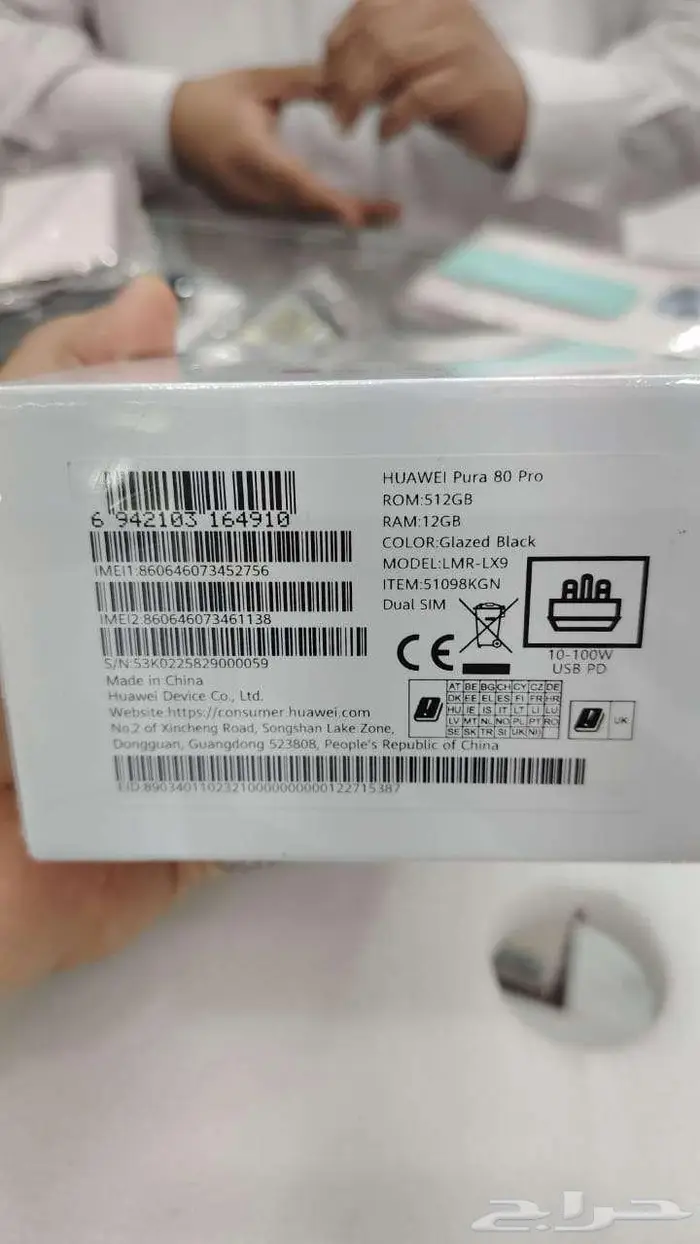 6 942103 164910
IMEI1:860646073452756
IMEI2:860646073461138
S/N:53K0225829000059
Made in China
Huawei Device Co., Ltd.
Website:https://consumer.huawei.com
No.2 of Xincheng Road, Songshan Lake Zone,
Dongguan, Guangdong 523808, People's Republic of China
EID:89034011023210000000000122715387
HUAWEI Pura 80 Pro
ROM:512GB
RAM:12GB
COLOR:Glazed Black
MODEL:LMR-LX9
ITEM:51098KGN
Dual SIM
CE
10-100W
USB PD
AT BE BG CH CY CZ DE
DK EE EL ES FI FR HR
HU IE IS IT LT LI LU
LV MT NL NO PL PT RO
SE SK TR SI UK(NI)
UK
حراج